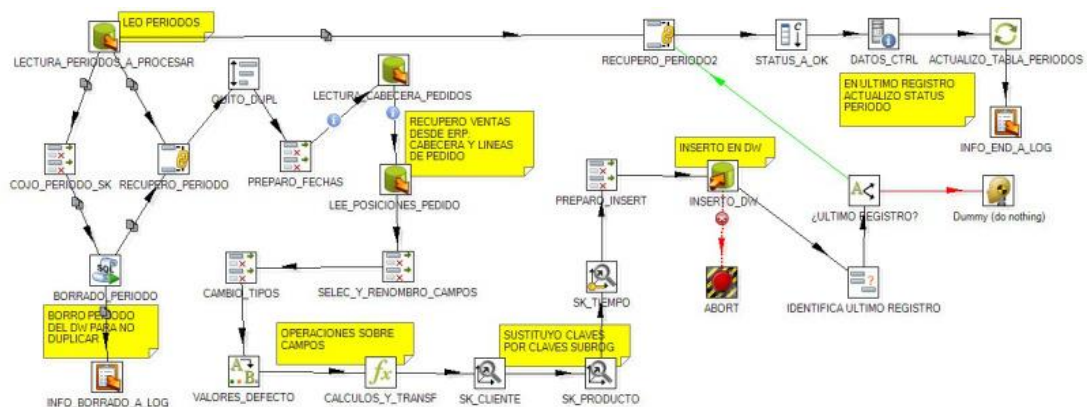 LEO PERIODOS
LECTURA_PERIODOS_A_PROCESAR
RECUPERO_PERIODO2
STATUS_A_OK
DATOS_CTRL
ACTUALIZO_TABLA_PERIODOS
QUITO_DUPL
LECTURA_CABECERA_PEDIDOS
EN ULTIMO REGISTRO
ACTUALIZO STATUS
PERIODO
RECUPERO VENTAS
DESDE ERP:
CABECERA Y LINEAS
DE PEDIDO
INSERTO EN DW
INFO_END_A_LOG
COJO_PERIODO_SK
RECUPERO_PERIODO
PREPARO_FECHAS
LEE_POSICIONES_PEDIDO
PREPARO_INSERT
INSERTO_DW
¿ULTIMO REGISTRO?
Dummy (do nothing)
SQL
BORRADO_PERIODO
CAMBIO_TIPOS
SELEC_Y_RENOMBRO_CAMPOS
SK_TIEMPO
ABORT
IDENTIFICA ULTIMO REGISTRO
BORRO PERIODO
DEL DW PARA NO
DUPLICAR
OPERACIONES SOBRE
CAMPOS
SUSTITUYO CLAVES
POR CLAVES SUBROG
INFO_BORRADO_A_LOG
VALORES_DEFECTO
CALCULOS_Y_TRANSF
SK_CLIENTE
SK_PRODUCTO